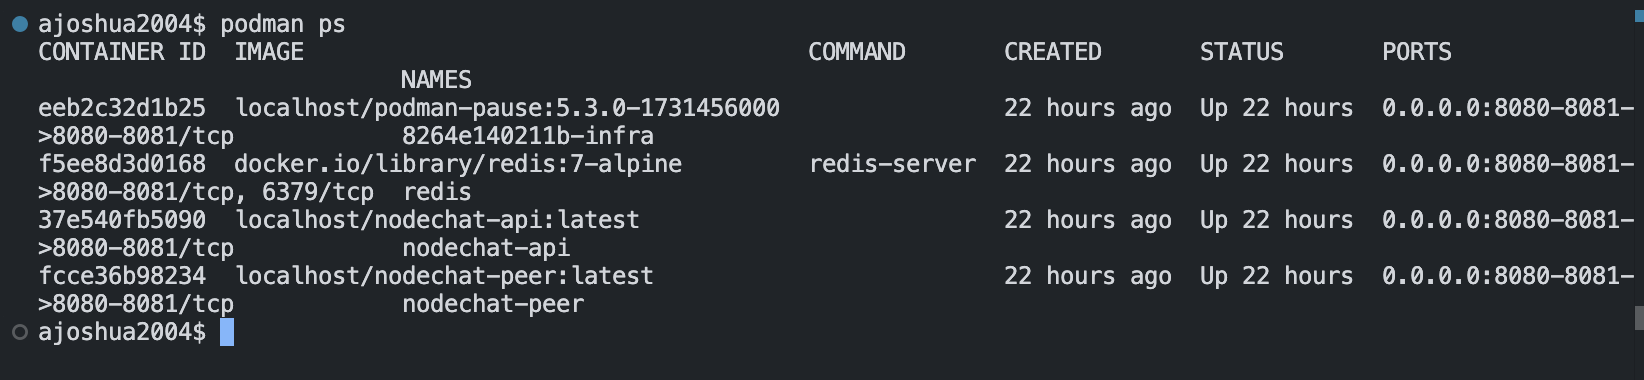 ajoshua2004$ podman ps
CONTAINER ID  IMAGE                                    COMMAND       CREATED       STATUS       PORTS
                          NAMES
eeb2c32d1b25  localhost/podman-pause:5.3.0-1731456000                22 hours ago  Up 22 hours  0.0.0.0:8080-8081-
>8080-8081/tcp            8264e140211b-infra
f5ee8d3d0168  docker.io/library/redis:7-alpine         redis-server  22 hours ago  Up 22 hours  0.0.0.0:8080-8081-
>8080-8081/tcp, 6379/tcp  redis
37e540fb5090  localhost/nodechat-api:latest                          22 hours ago  Up 22 hours  0.0.0.0:8080-8081-
>8080-8081/tcp            nodechat-api
fcce36b98234  localhost/nodechat-peer:latest                         22 hours ago  Up 22 hours  0.0.0.0:8080-8081-
>8080-8081/tcp            nodechat-peer
ajoshua2004$